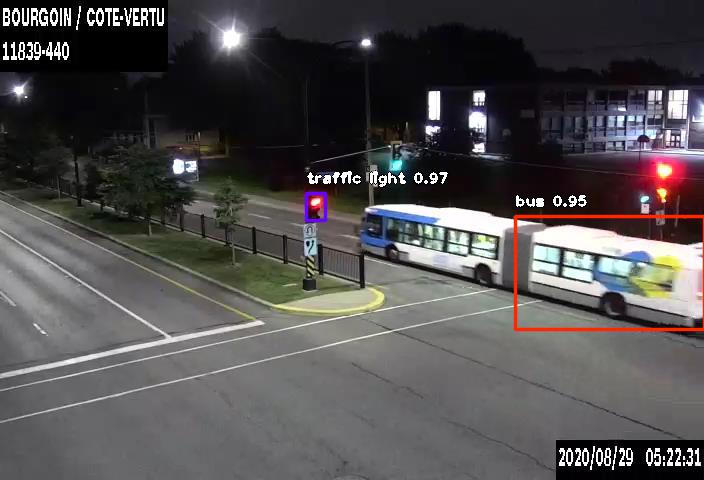 BOURGOIN / COTE-VERTU
11839-440
traffic light 0.97
bus 0.95
2020/08/29 05:22:31